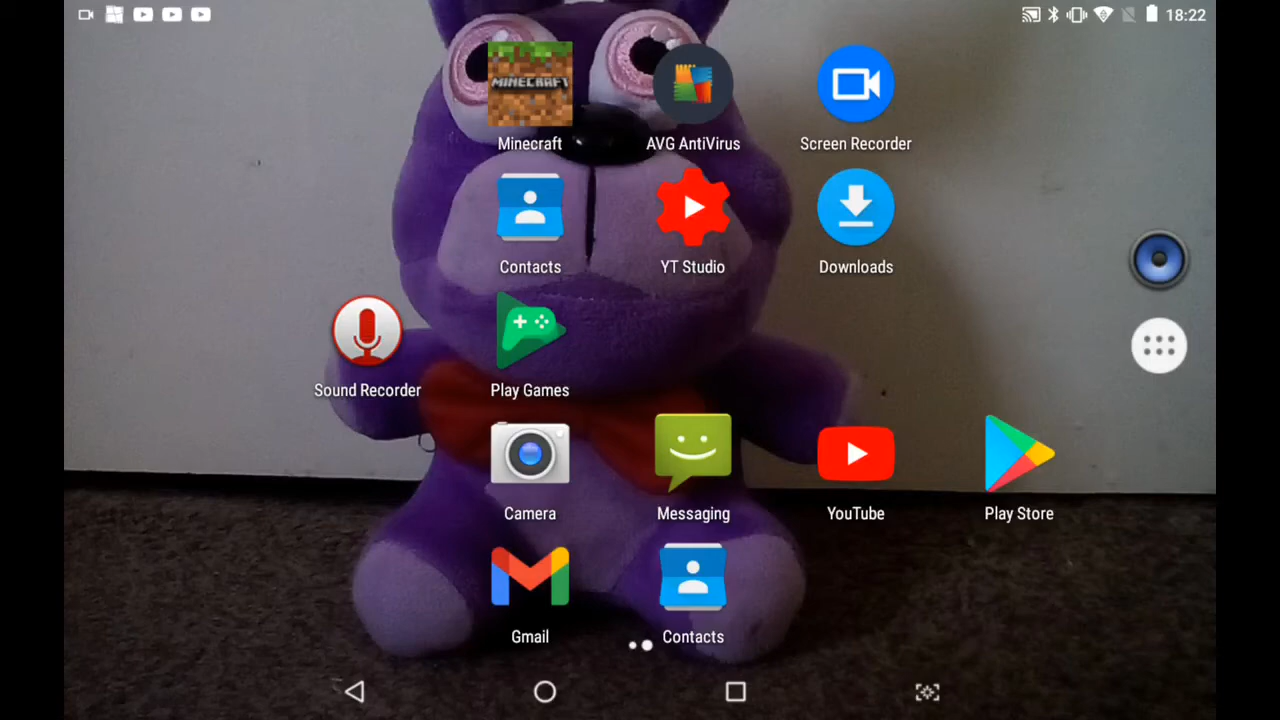 18:22
MINECRAFT
Minecraft
AVG AntiVirus
Screen Recorder
Contacts
YT Studio
Downloads
Sound Recorder
Play Games
Camera
Messaging
YouTube
Play Store
Gmail
Contacts